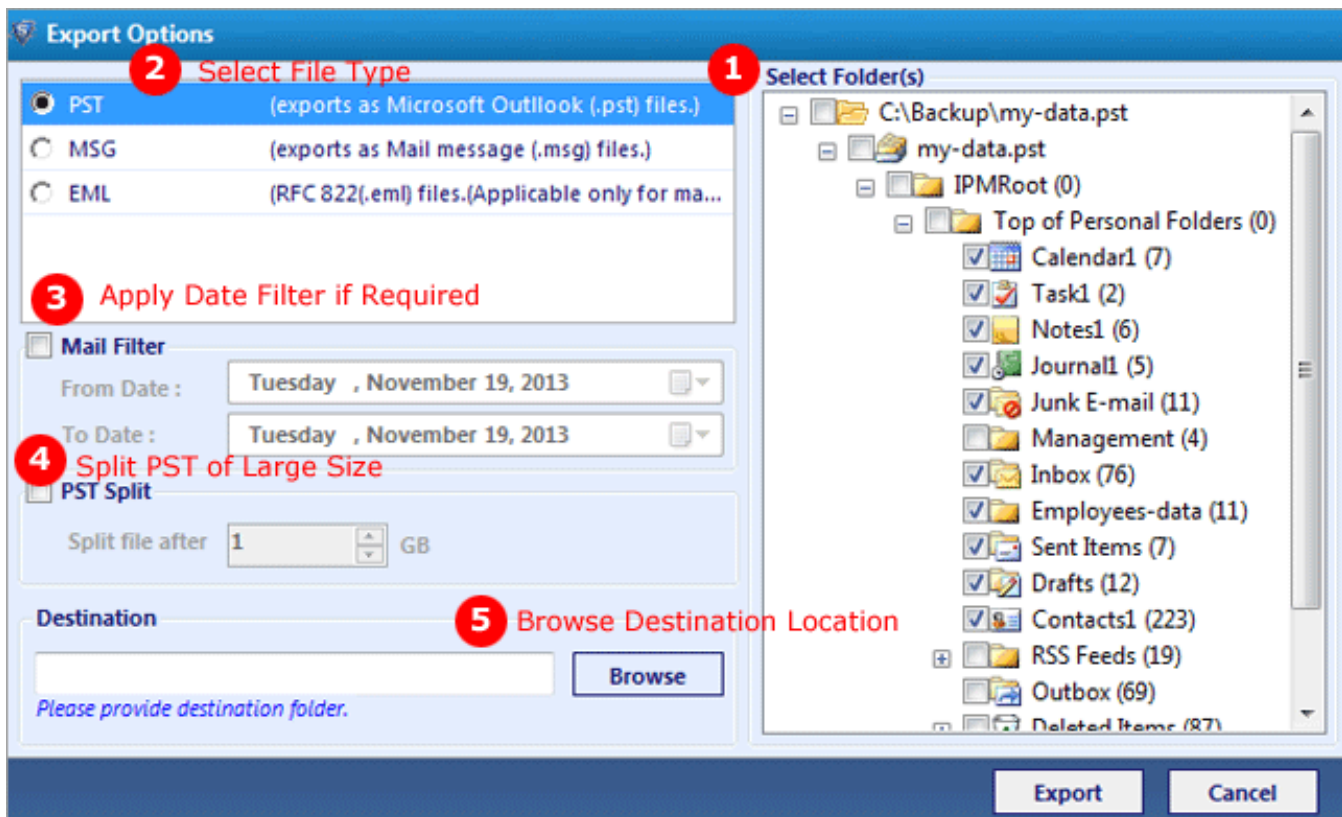 Export Options
2 Select File Type
PST (exports as Microsoft Outllook (.pst) files.)
MSG (exports as Mail message (.msg) files.)
EML (RFC 822(.eml) files.(Applicable only for ma...
3 Apply Date Filter if Required
Mail Filter
From Date : Tuesday , November 19, 2013
To Date : Tuesday , November 19, 2013
4 Split PST of Large Size
PST Split
Split file after 1 GB
Destination
5 Browse Destination Location
Browse
Please provide destination folder.
1
Select Folder(s)
C:\Backup\my-data.pst
my-data.pst
IPMRoot (0)
Top of Personal Folders (0)
Calendar1 (7)
Task1 (2)
Notes1 (6)
Journal1 (5)
Junk E-mail (11)
Management (4)
Inbox (76)
Employees-data (11)
Sent Items (7)
Drafts (12)
Contacts1 (223)
RSS Feeds (19)
Outbox (69)
Deleted Items (87)
Export
Cancel